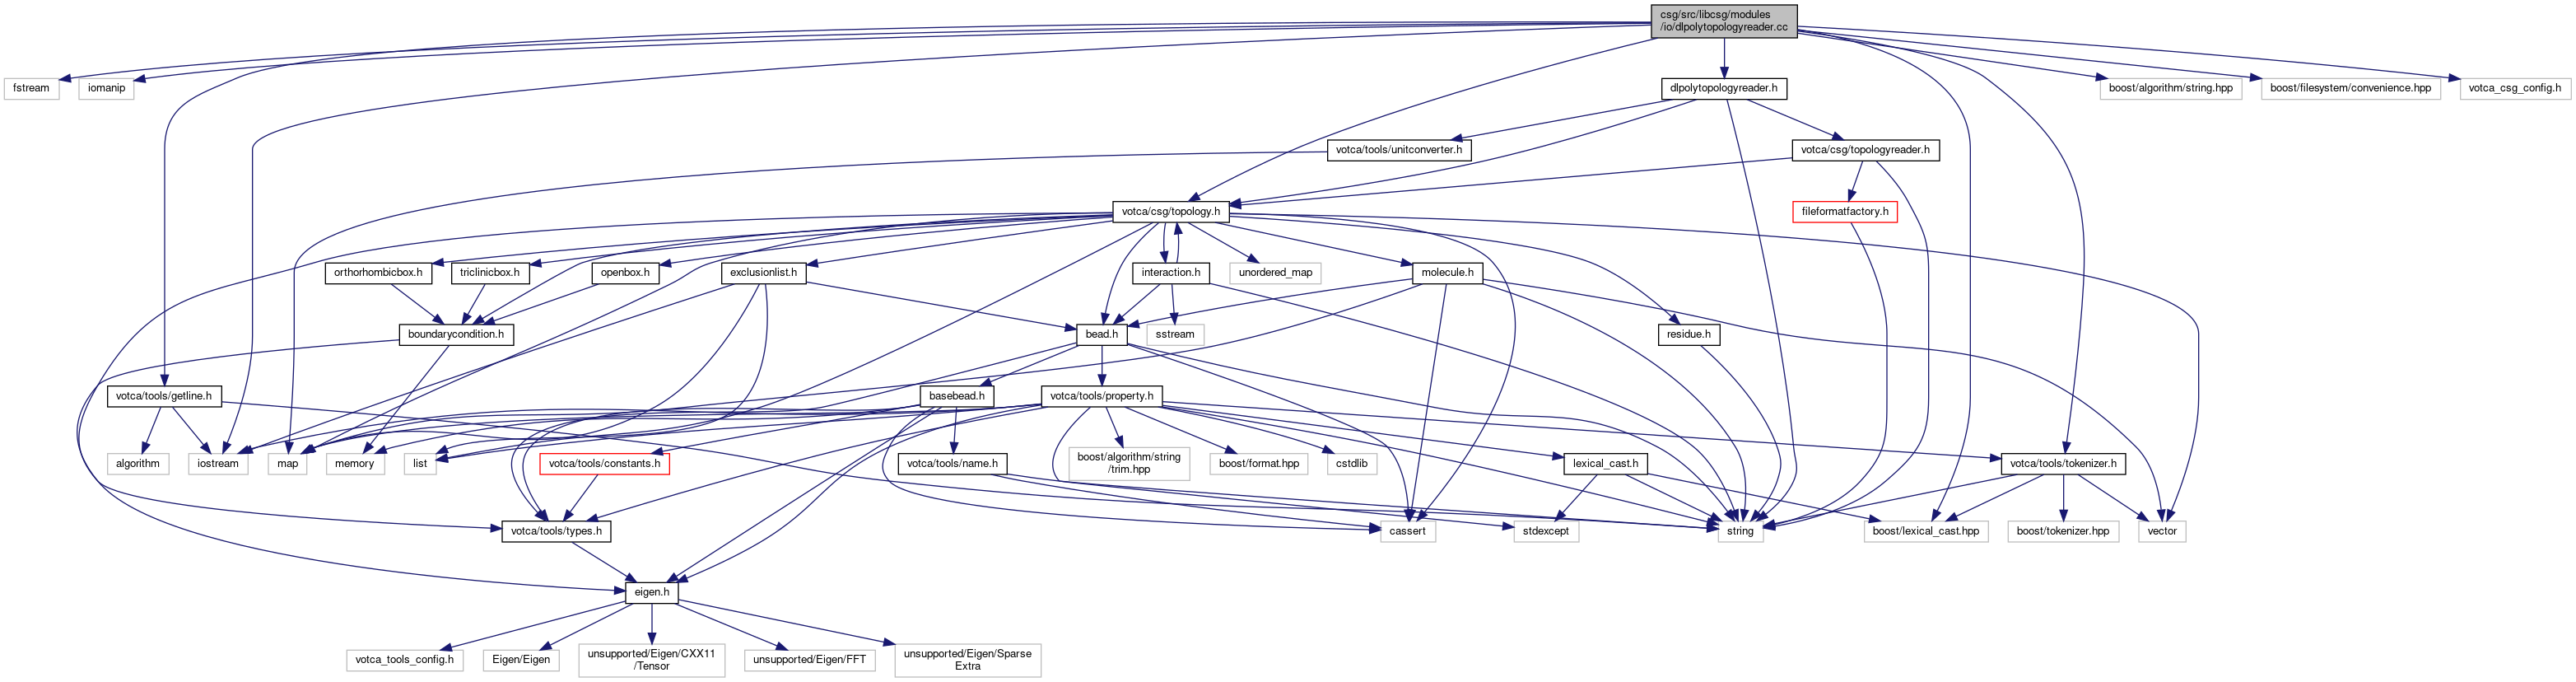 csg/src/libcsg/modules
/io/dlpolytopologyreader.cc
fstream
iomanip
dlpolytopologyreader.h
boost/algorithm/string.hpp
boost/filesystem/convenience.hpp
votca_csg_config.h
votca/tools/unitconverter.h
votca/csg/topologyreader.h
votca/csg/topology.h
fileformatfactory.h
orthorhombicbox.h
triclinicbox.h
openbox.h
exclusionlist.h
interaction.h
unordered_map
molecule.h
boundarycondition.h
bead.h
sstream
residue.h
votca/tools/getline.h
basebead.h
votca/tools/property.h
algorithm
iostream
map
memory
list
votca/tools/constants.h
votca/tools/name.h
boost/algorithm/string
/trim.hpp
boost/format.hpp
cstdlib
lexical_cast.h
votca/tools/tokenizer.h
votca/tools/types.h
cassert
stdexcept
string
boost/lexical_cast.hpp
boost/tokenizer.hpp
vector
eigen.h
votca_tools_config.h
Eigen/Eigen
unsupported/Eigen/CXX11
/Tensor
unsupported/Eigen/FFT
unsupported/Eigen/Sparse
Extra